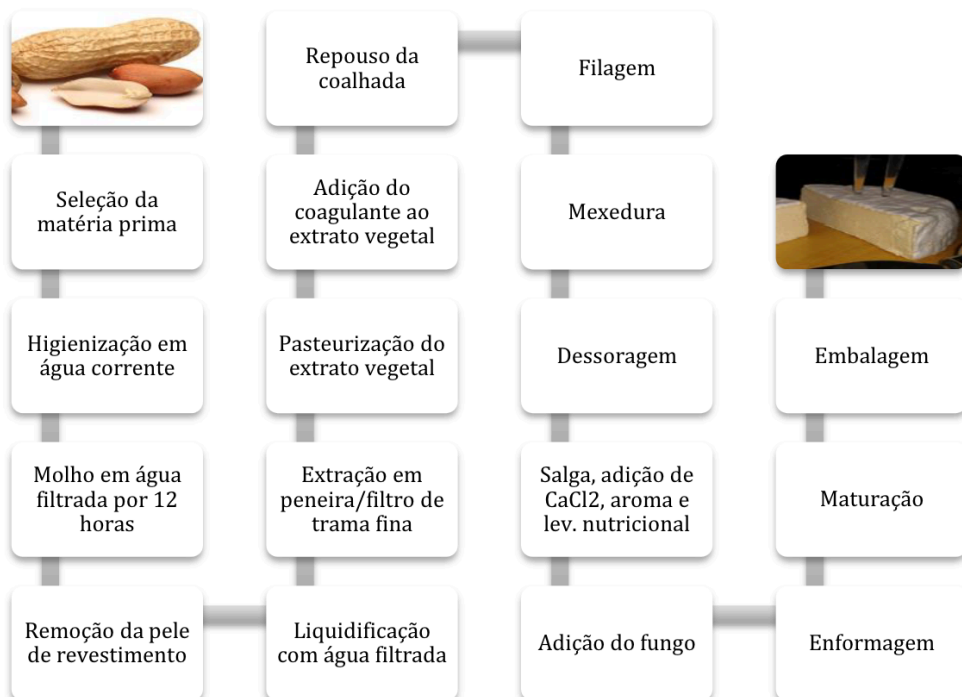 Seleção da
matéria prima
Higienização em
água corrente
Molho em água
filtrada por 12
horas
Remoção da pele
de revestimento
Liquidificação
com água filtrada
Extração em
peneira/filtro de
trama fina
Pasteurização do
extrato vegetal
Adição do
coagulante ao
extrato vegetal
Repouso da
coalhada
Filagem
Mexedura
Dessoragem
Salga, adição de
CaCl2, aroma e
lev. nutricional
Adição do fungo
Enformagem
Maturação
Embalagem